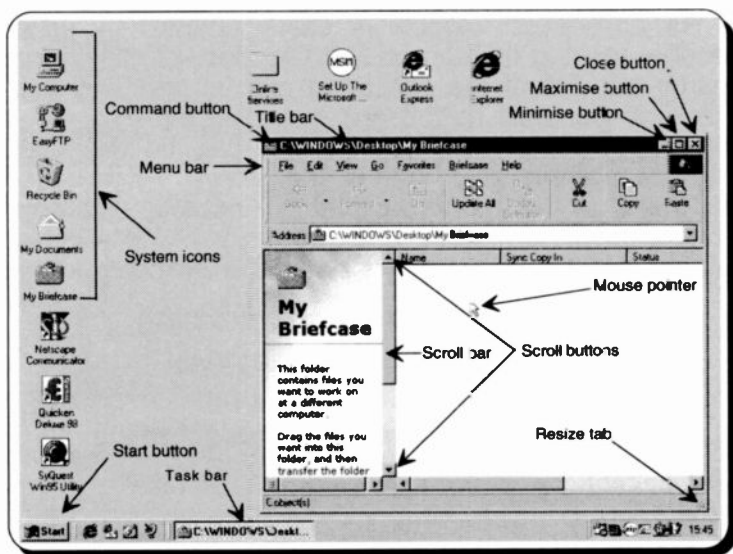 My Computer
EasyFTP
Recycle Bin
My Documents
My Briefcase
Netscape
Communicator
Quicken
Deluxe 98
SyQuest
Win95 Utility
System icons
Online
Services
msn
Set Up The
Microsoft ...
Outlook
Express
Internet
Explorer
Close button
Maximise button
Minimise button
Command button
Title bar
Menu bar
C:\WINDOWS\Desktop\My Briefcase
File Edit View Go Favorites Briefcase Help
Back Forward Up Update All Update Selection Cut Copy Paste
Address C:\WINDOWS\Desktop\My Briefcase
Name Sync Copy In Status
My
Briefcase
This folder
contains files you
want to work on
at a different
computer.
Drag the files you
want into this
folder, and then
transfer the folder
Mouse pointer
Scroll bar
Scroll buttons
Resize tab
Start button
Task bar
0 object(s)
Start
C:\WINDOWS\Deskt...
15:45